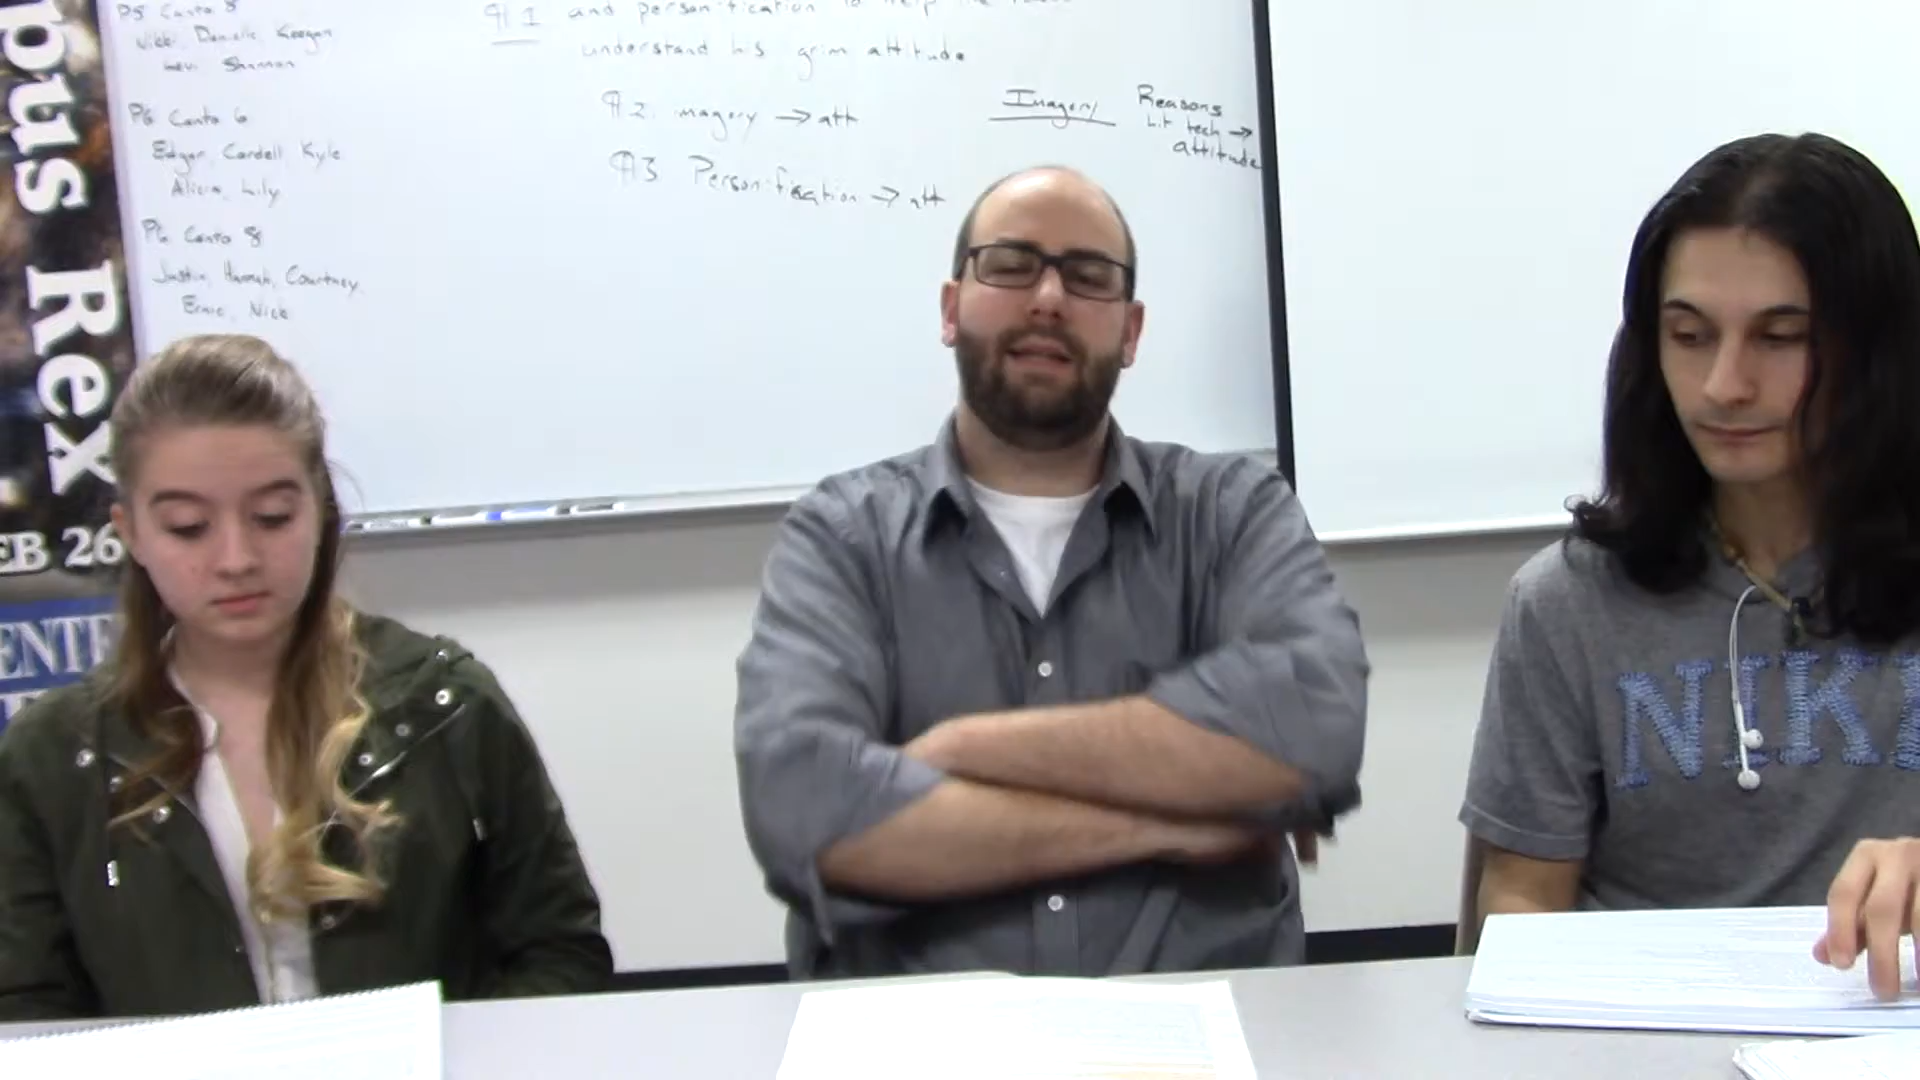 pus Rex
EB 26
ENTE
P5 Canto 8
Nikki, Danielle, Keegan
Levi Shannon
P6 Canto 6
Edgar, Cardell, Kyle
Alicia, Lily
P6 Canto 8
Justin, Hannah, Courtney,
Ernie, Nick
¶1 and personification to help the
understand his grim attitude
¶2. imagery → att
¶3 Personification → att
Imagery
Reasons
Lit tech →
attitude
NIKE